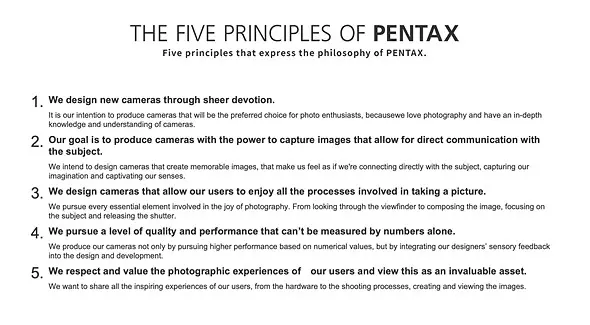 THE FIVE PRINCIPLES OF PENTAX
Five principles that express the philosophy of PENTAX.
1. We design new cameras through sheer devotion.
It is our intention to produce cameras that will be the preferred choice for photo enthusiasts, becausewe love photography and have an in-depth
knowledge and understanding of cameras.
2. Our goal is to produce cameras with the power to capture images that allow for direct communication with
the subject.
We intend to design cameras that create memorable images, that make us feel as if we're connecting directly with the subject, capturing our
imagination and captivating our senses.
3. We design cameras that allow our users to enjoy all the processes involved in taking a picture.
We pursue every essential element involved in the joy of photography. From looking through the viewfinder to composing the image, focusing on
the subject and releasing the shutter.
4. We pursue a level of quality and performance that can't be measured by numbers alone.
We produce our cameras not only by pursuing higher performance based on numerical values, but by integrating our designers' sensory feedback
into the design and development.
5. We respect and value the photographic experiences of our users and view this as an invaluable asset.
We want to share all the inspiring experiences of our users, from the hardware to the shooting processes, creating and viewing the images.